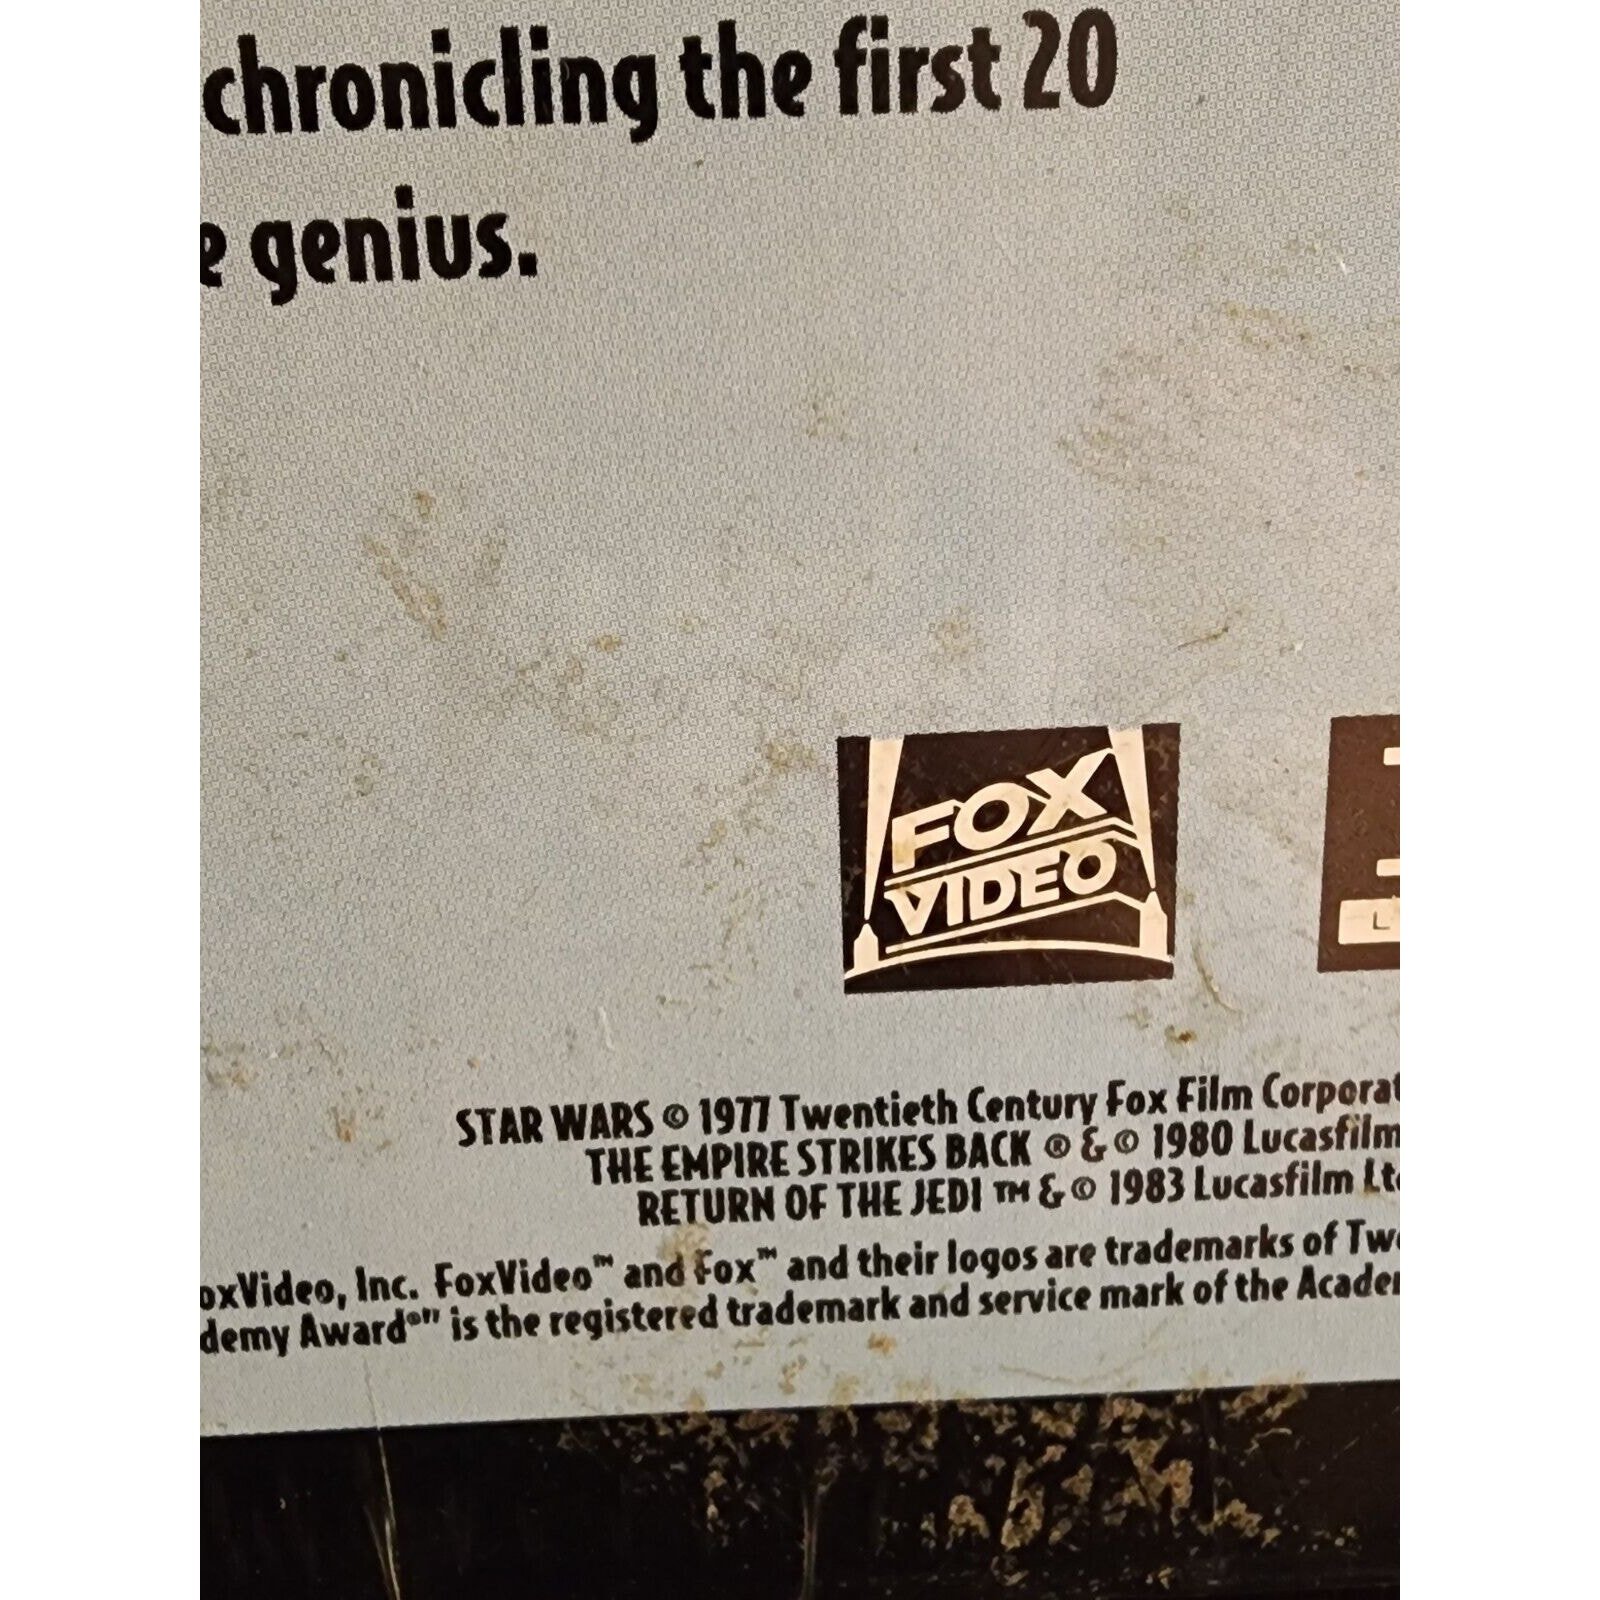 chronicling the first 20
e genius.
FOX
VIDEO
L
STAR WARS © 1977 Twentieth Century Fox Film Corporat
THE EMPIRE STRIKES BACK ® & © 1980 Lucasfilm
RETURN OF THE JEDI ™ & © 1983 Lucasfilm Lt
oxVideo, Inc. FoxVideo™ and Fox™ and their logos are trademarks of Tw
demy Award®" is the registered trademark and service mark of the Academ